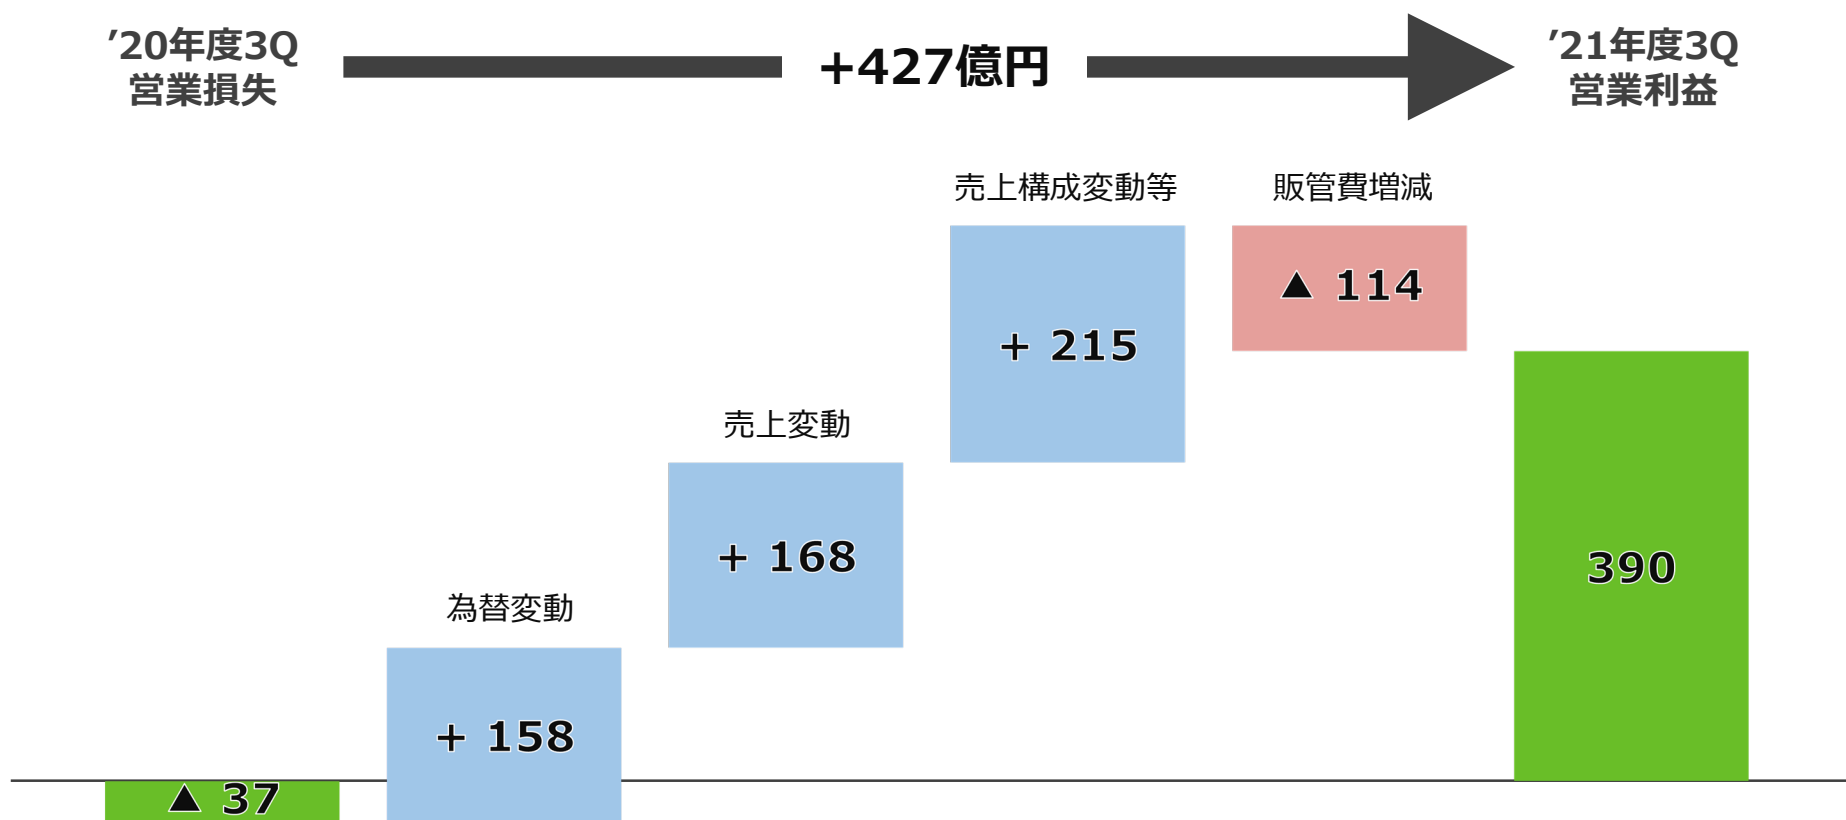 ’20年度3Q
営業損失
+427億円
’21年度3Q
営業利益
売上構成変動等
販管費増減
▲ 114
+ 215
売上変動
+ 168
390
為替変動
+ 158
▲ 37